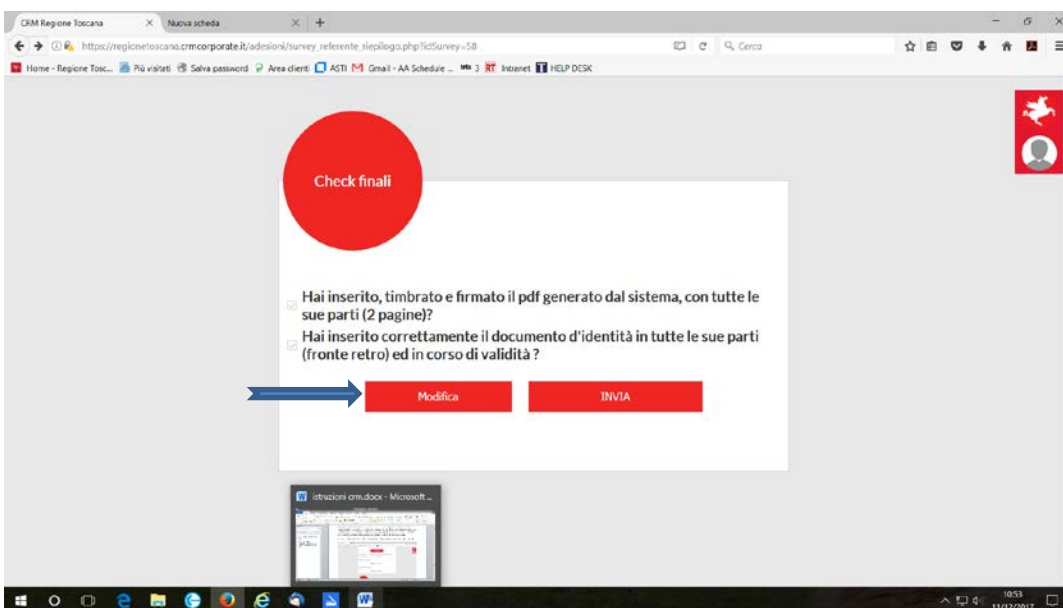 CRM Regione Toscana
Nuova scheda
https://regionetoscana.crmcorporate.it/adesioni/survey_referente_riepilogo.php?idSurvey=58
Cerca
Home - Regione Tosc... Più visitati Salva password Area clienti ASTI Gmail - AA Schedule ... 3 RT Intranet HELP DESK
Check finali
Hai inserito, timbrato e firmato il pdf generato dal sistema, con tutte le
sue parti (2 pagine)?
Hai inserito correttamente il documento d'identità in tutte le sue parti
(fronte retro) ed in corso di validità ?
Modifica
INVIA
istruzioni crm.docx - Microsoft ...
10:53
11/12/2017